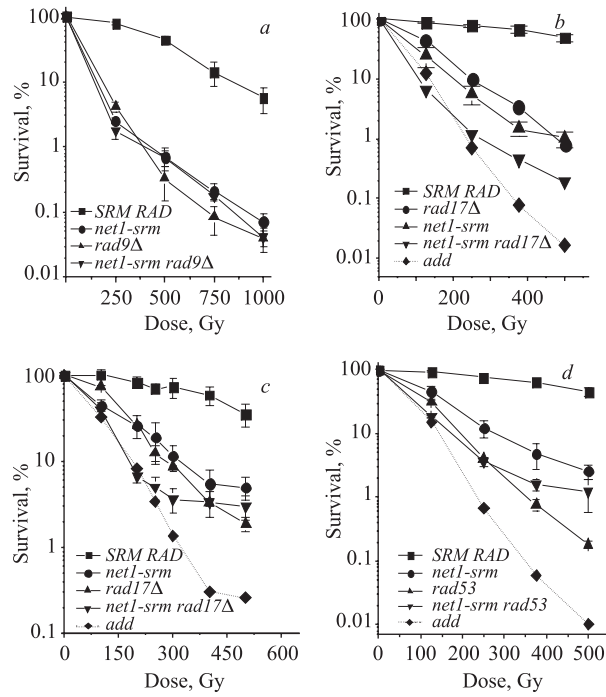 a
100
10
1
0.1
0.01
Survival, %
SRM RAD
net1-srm
rad9Δ
net1-srm rad9Δ
250 500 750 1000
Dose, Gy
b
100
10
1
0.1
0.01
Survival, %
SRM RAD
rad17Δ
net1-srm
net1-srm rad17Δ
add
0 200 400
Dose, Gy
c
100
10
1
0.1
Survival, %
SRM RAD
net1-srm
rad17Δ
net1-srm rad17Δ
add
0 150 300 450 600
Dose, Gy
d
100
10
1
0.1
0.01
Survival, %
SRM RAD
net1-srm
rad53
net1-srm rad53
add
0 100 200 300 400 500
Dose, Gy